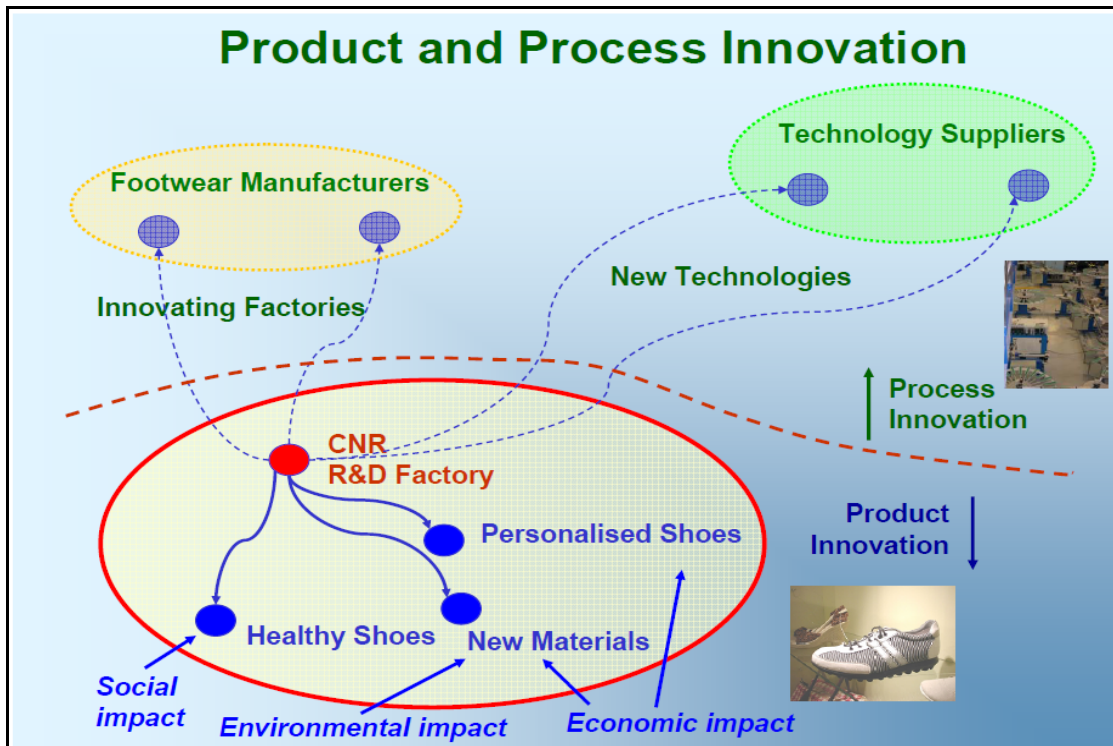 Product and Process Innovation
Technology Suppliers
Footwear Manufacturers
New Technologies
Innovating Factories
Process
Innovation
CNR
R&D Factory
Product
Innovation
Personalised Shoes
Healthy Shoes
New Materials
Social
impact
Environmental impact
Economic impact